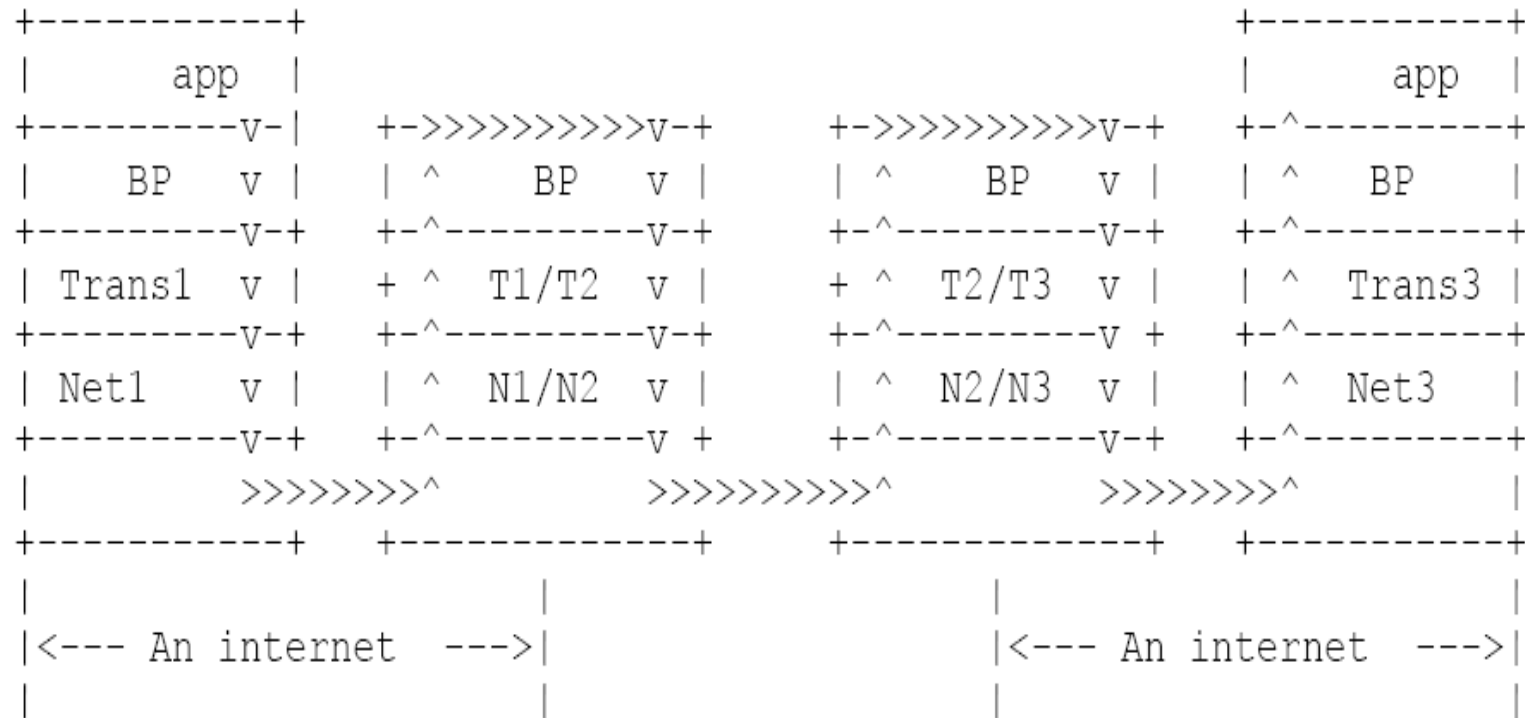 +-----------+                                         +-----------+
|      app  |                                         |      app  |
+---------v-|   +->>>>>>>>>>v-+     +->>>>>>>>>>v-+   +-^---------+
|    BP   v |   | ^    BP   v |     | ^    BP   v |   | ^   BP    |
+---------v-+   +-^---------v-+     +-^---------v-+   +-^---------+
| Trans1  v |   + ^  T1/T2  v |     + ^  T2/T3  v |   | ^  Trans3 |
+---------v-+   +-^---------v-+     +-^---------v +   +-^---------+
| Net1    v |   | ^  N1/N2  v |     | ^  N2/N3  v |   | ^  Net3   |
+---------v-+   +-^---------v +     +-^---------v-+   +-^---------+
|         >>>>>>>>^         >>>>>>>>>>^         >>>>>>>>^         |
+-----------+   +-------------+     +-------------+   +-----------+
|                      |                   |                      |
|<--- An internet  --->|                   |<--- An internet  --->|
|                      |                   |                      |